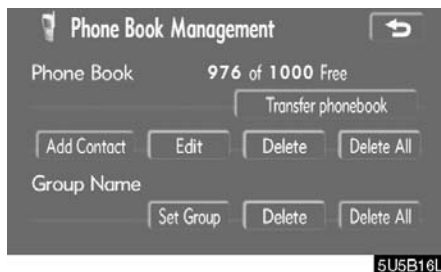 Phone Book Management
Phone Book 976 of 1000 Free
Transfer phonebook
Add Contact Edit Delete Delete All
Group Name
Set Group Delete Delete All
5U5B16L